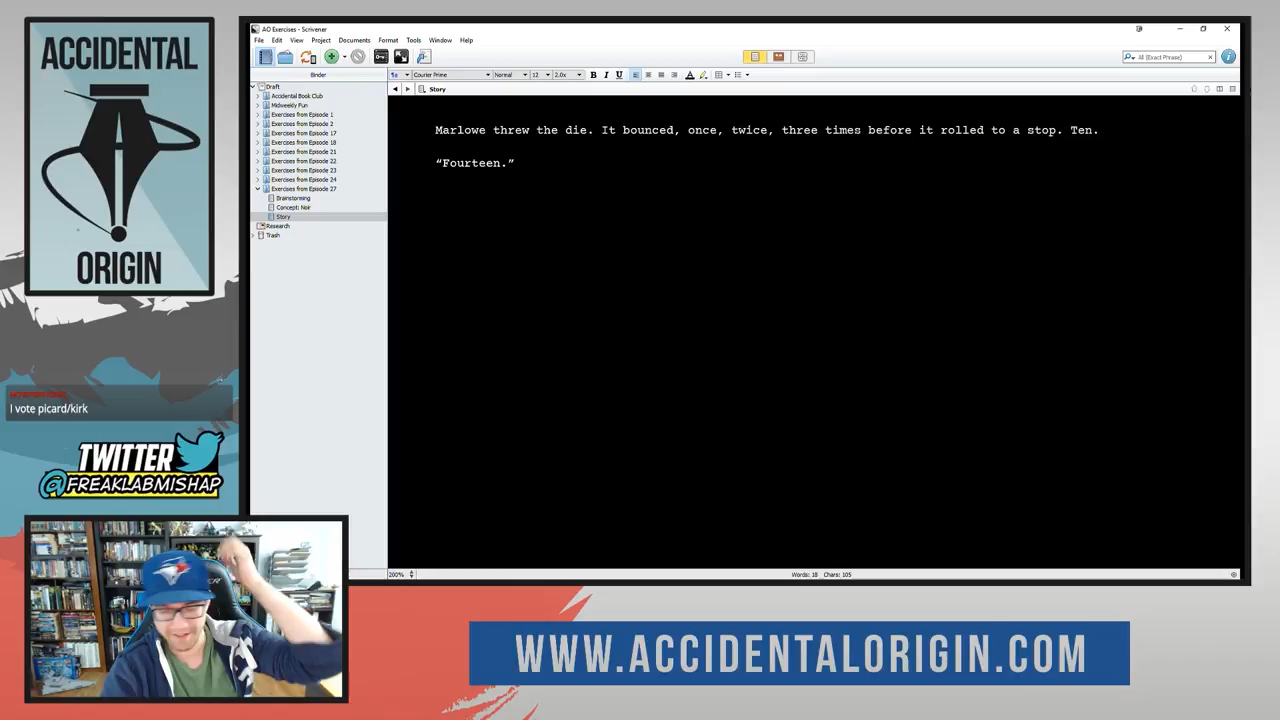 ACCIDENTAL
ORIGIN
AO Exercises - Scrivener
File Edit View Project Documents Format Tools Window Help
All (Exact Phrase)
Binder
Courier Prime Normal 12 2.0x B I U
Draft
Accidental Book Club
Midweekly Fun
Exercises from Episode 1
Exercises from Episode 2
Exercises from Episode 17
Exercises from Episode 18
Exercises from Episode 21
Exercises from Episode 22
Exercises from Episode 23
Exercises from Episode 24
Exercises from Episode 27
Brainstorming
Concept: Noir
Story
Research
Trash
Story
Marlowe threw the die. It bounced, once, twice, three times before it rolled to a stop. Ten.
“Fourteen.”
200%
Words: 18 Chars: 105
I vote picard/kirk
TWITTER
@FREAKLABMISHAP
WWW.ACCIDENTALORIGIN.COM